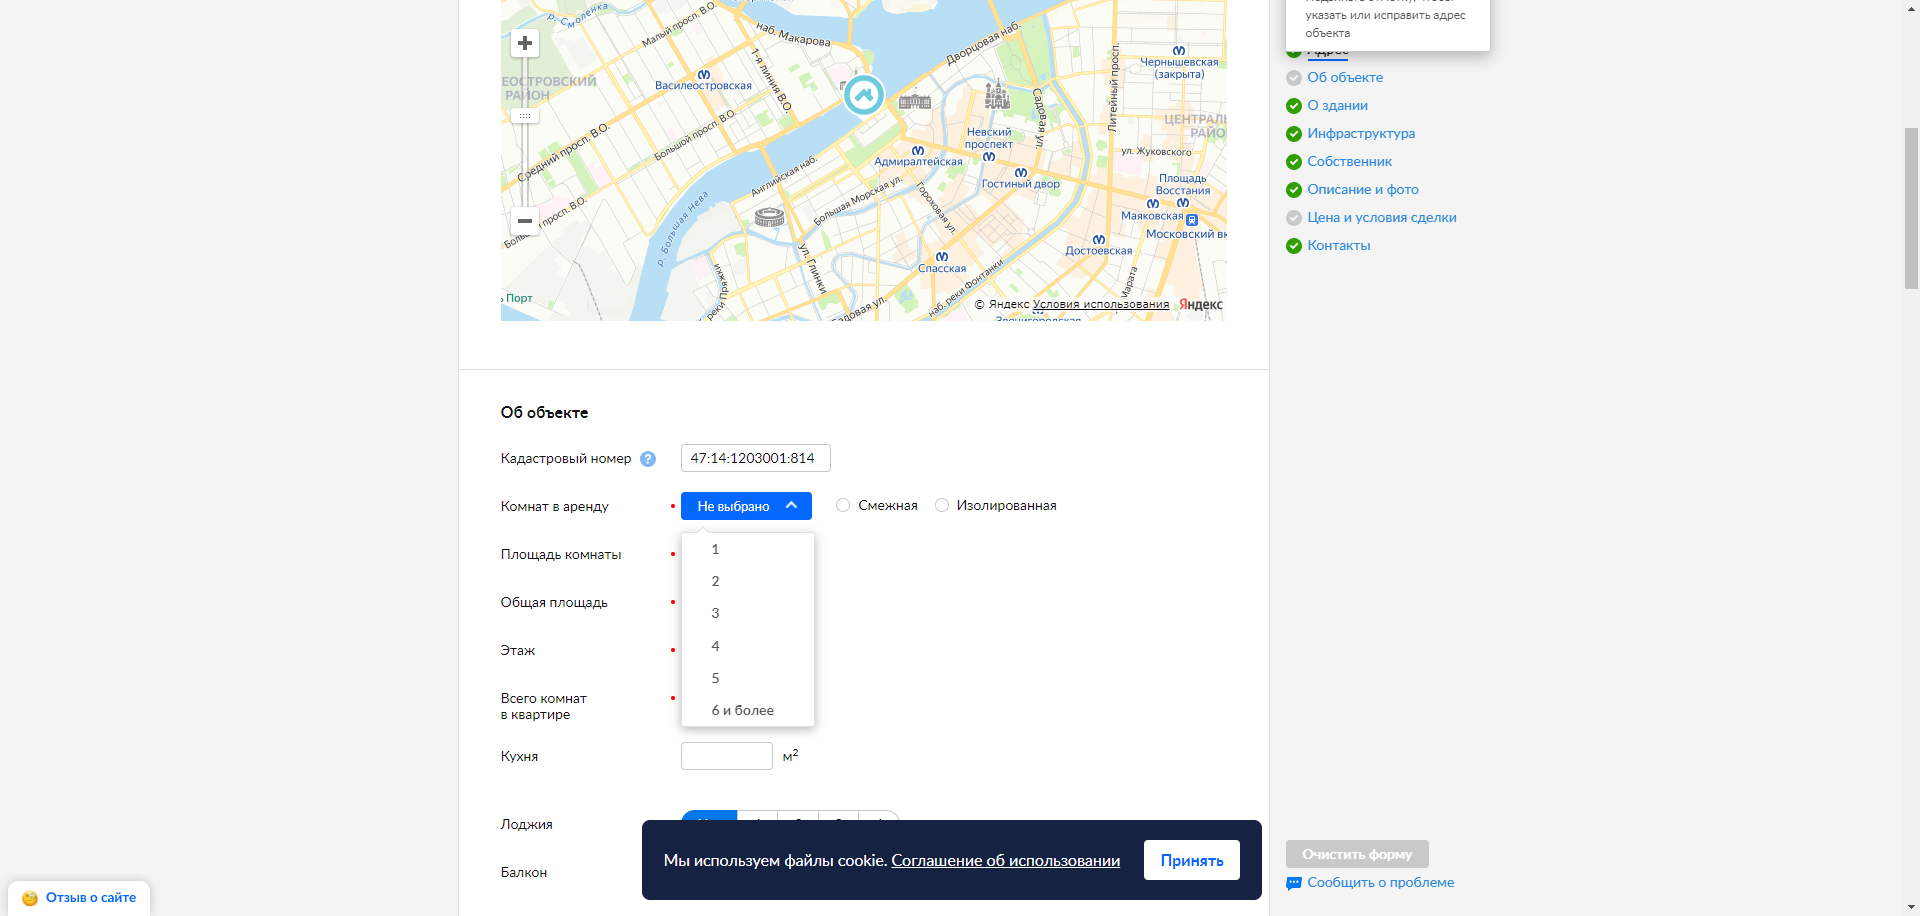 р. Смоленка
Малый просп. В.О.
наб. Макарова
Дворцовая наб.
Литейный просп.
Чернышевская
(закрыта)
ЕОСТРОВСКИЙ
РАЙОН
Василеостровская
1-я линия В.О.
Садовая ул.
ЦЕНТРАЛЬ
РАЙО
Средний просп. В.О.
Большой просп. В.О.
Невский
проспект
Адмиралтейская
ул. Жуковского
Английская наб.
Гостиный двор
Площадь
Восстания
Большая Морская ул.
Гороховая ул.
Большой просп. В.О.
р. Большая Нева
Маяковская
Московский вк
Достоевская
ул. Глинки
Спасская
наб. реки Фонтанки
Марата
реки Пряжки
ь Порт
садовая ул.
© Яндекс Условия использования
Яндекс
Звенигородская
указать или исправить адрес
объекта
Адрес
Об объекте
О здании
Инфраструктура
Собственник
Описание и фото
Цена и условия сделки
Контакты
Об объекте
Кадастровый номер ?
47:14:1203001:814
Комнат в аренду
Не выбрано
Смежная
Изолированная
1
2
3
4
5
6 и более
Площадь комнаты
Общая площадь
Этаж
Всего комнат
в квартире
Кухня
м²
Лоджия
Балкон
Мы используем файлы cookie. Соглашение об использовании
Принять
Очистить форму
Сообщить о проблеме
Отзыв о сайте